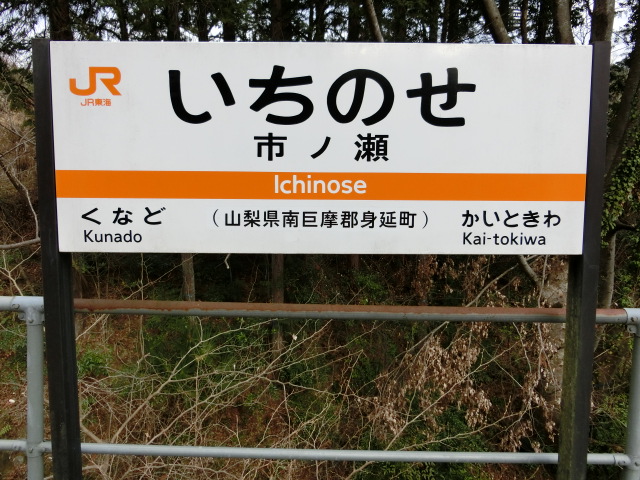 JR
JR東海
いちのせ
市ノ瀬
Ichinose
くなど
Kunado
（山梨県南巨摩郡身延町）
かいときわ
Kai-tokiwa